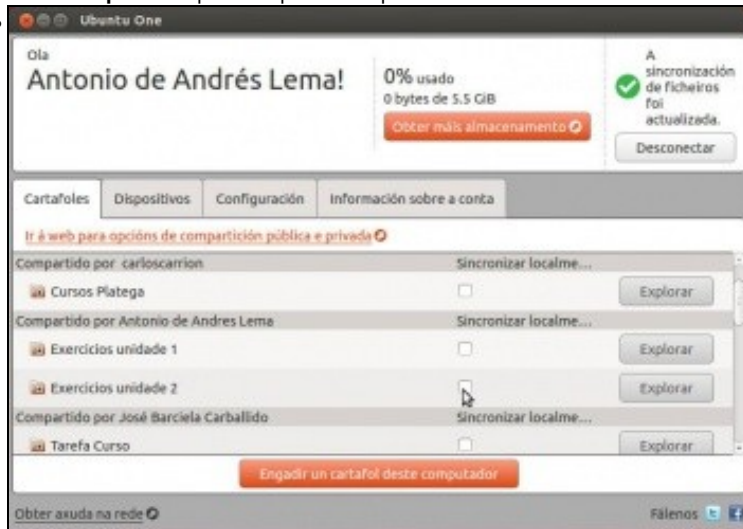 Ubuntu One
Ola
Antonio de Andrés Lema!
0% usado
0 bytes de 5.5 GiB
Obter máis almacenamento
A
sincronización
de ficheiros
foi
actualizada.
Desconectar
Cartafoles Dispositivos Configuración Información sobre a conta
Ir á web para opcións de compartición pública e privada
Compartido por carloscarrion Sincronizar localme...
Cursos Platega Explorar
Compartido por Antonio de Andres Lema Sincronizar localme...
Exercicios unidade 1 Explorar
Exercicios unidade 2 Explorar
Compartido por José Barciela Carballido Sincronizar localme...
Tarefa Curso Explorar
Engadir un cartafol deste computador
Obter axuda na rede Fálenos